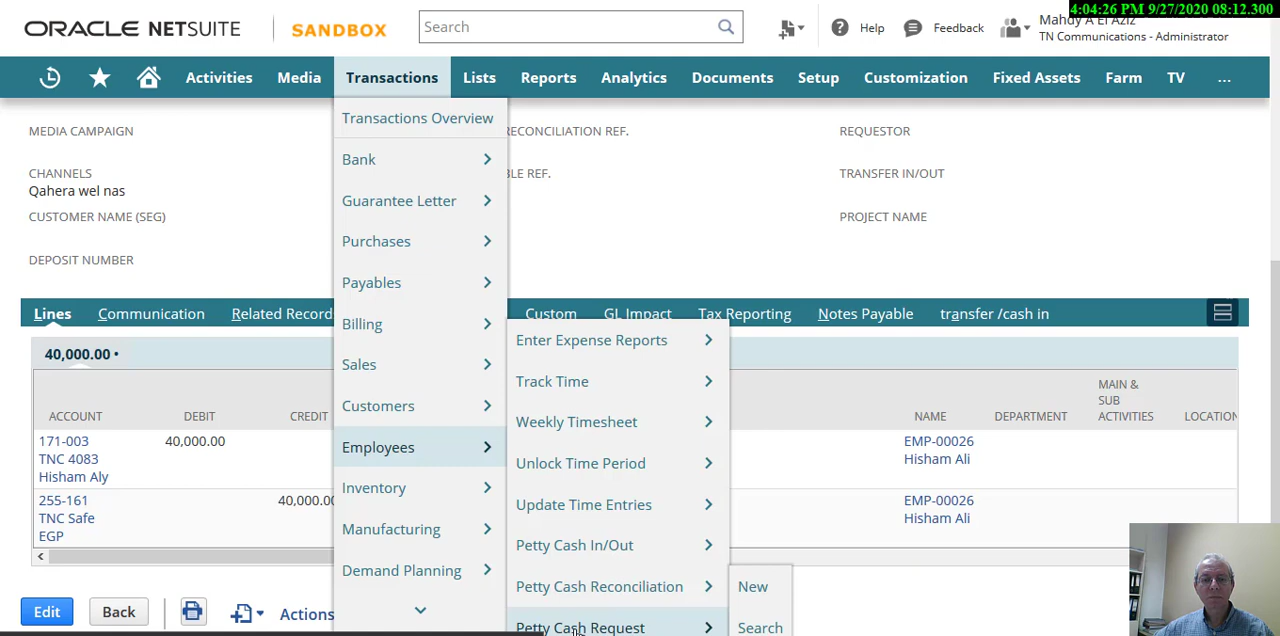 4:04:26 PM 9/27/2020 08:12.300
ORACLE NETSUITE
SANDBOX
Search
Help
Feedback
Mahdy A El Aziz
TN Communications - Administrator
Activities
Media
Transactions
Lists
Reports
Analytics
Documents
Setup
Customization
Fixed Assets
Farm
TV
...
Transactions Overview
Bank
Guarantee Letter
Purchases
Payables
Billing
Sales
Customers
Employees
Inventory
Manufacturing
Demand Planning
Enter Expense Reports
Track Time
Weekly Timesheet
Unlock Time Period
Update Time Entries
Petty Cash In/Out
Petty Cash Reconciliation
Petty Cash Request
New
Search
MEDIA CAMPAIGN
RECONCILIATION REF.
REQUESTOR
CHANNELS
Qahera wel nas
BLE REF.
TRANSFER IN/OUT
CUSTOMER NAME (SEG)
PROJECT NAME
DEPOSIT NUMBER
Lines
Communication
Related Record
Custom
GL Impact
Tax Reporting
Notes Payable
transfer /cash in
40,000.00 •
ACCOUNT
DEBIT
CREDIT
NAME
DEPARTMENT
MAIN &
SUB
ACTIVITIES
LOCATION
171-003
TNC 4083
Hisham Aly
40,000.00
EMP-00026
Hisham Ali
255-161
TNC Safe
EGP
40,000.00
EMP-00026
Hisham Ali
Edit
Back
Actions